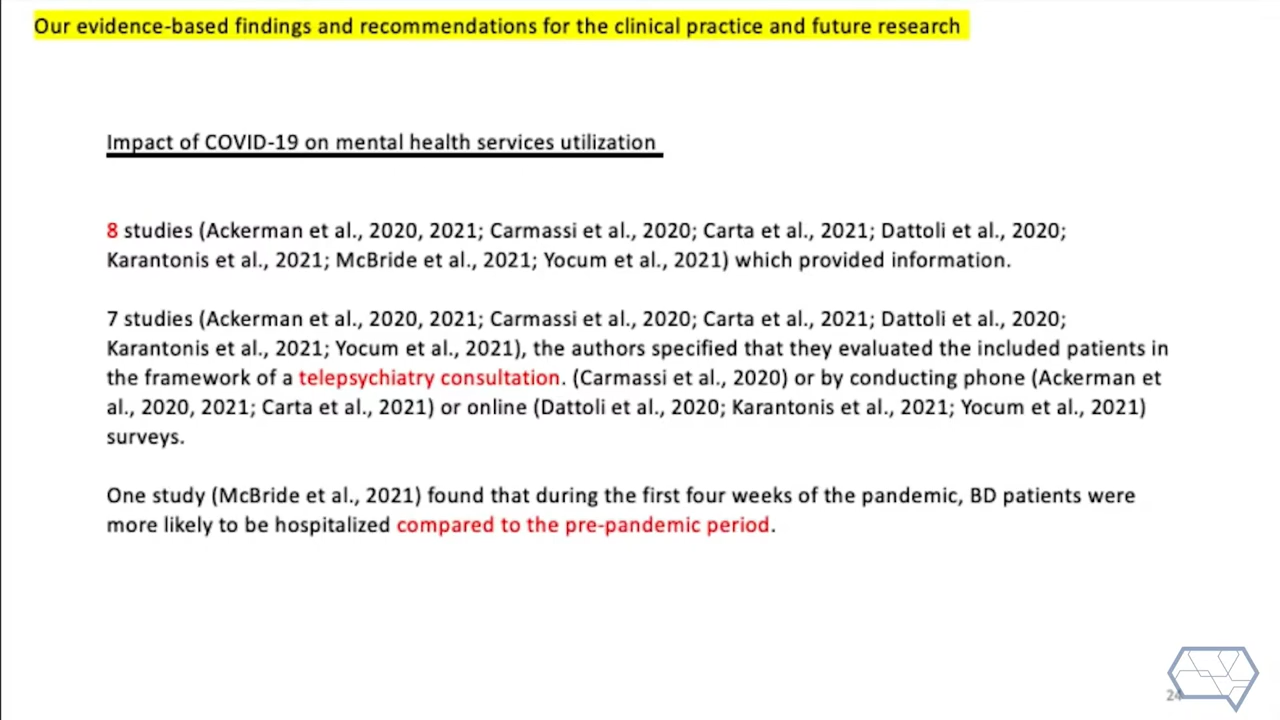 Our evidence-based findings and recommendations for the clinical practice and future research
Impact of COVID-19 on mental health services utilization
8 studies (Ackerman et al., 2020, 2021; Carmassi et al., 2020; Carta et al., 2021; Dattoli et al., 2020;
Karantonis et al., 2021; McBride et al., 2021; Yocum et al., 2021) which provided information.
7 studies (Ackerman et al., 2020, 2021; Carmassi et al., 2020; Carta et al., 2021; Dattoli et al., 2020;
Karantonis et al., 2021; Yocum et al., 2021), the authors specified that they evaluated the included patients in
the framework of a telepsychiatry consultation. (Carmassi et al., 2020) or by conducting phone (Ackerman et
al., 2020, 2021; Carta et al., 2021) or online (Dattoli et al., 2020; Karantonis et al., 2021; Yocum et al., 2021)
surveys.
One study (McBride et al., 2021) found that during the first four weeks of the pandemic, BD patients were
more likely to be hospitalized compared to the pre-pandemic period.
24